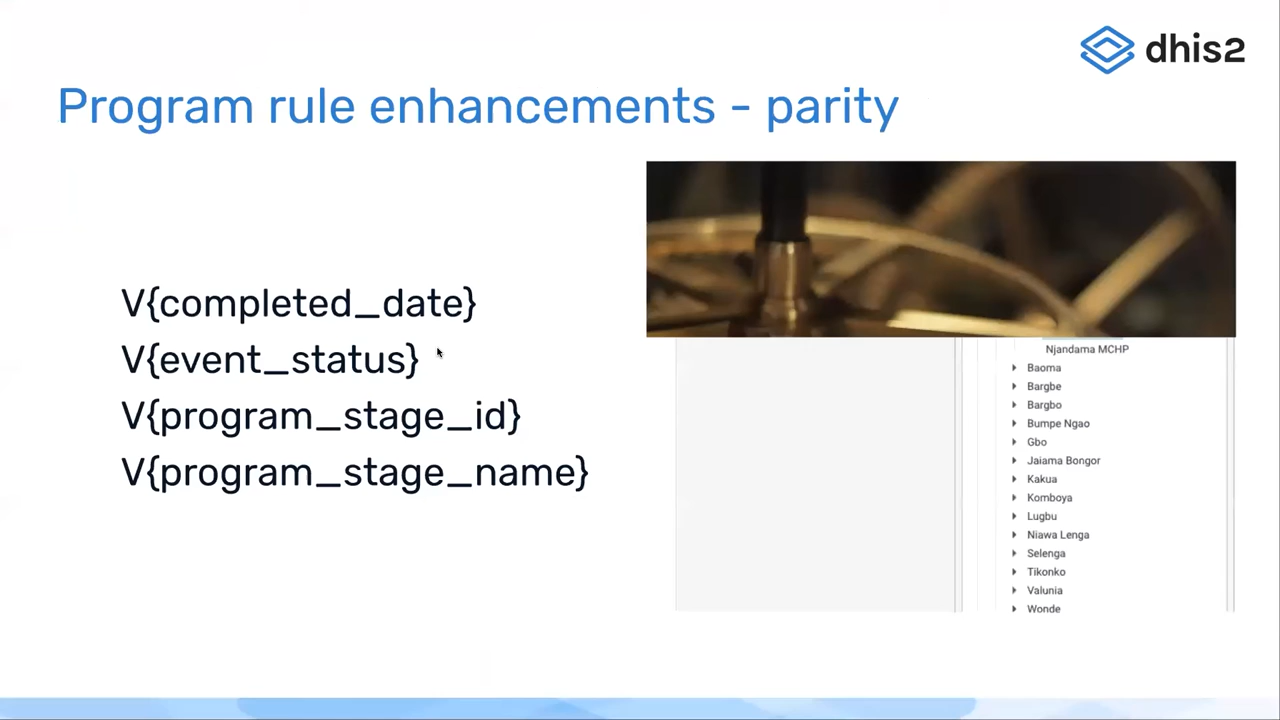 dhis2
Program rule enhancements - parity
V{completed_date}
V{event_status}
V{program_stage_id}
V{program_stage_name}
Njandama MCHP
Baoma
Bargbe
Bargbo
Bumpe Ngao
Gbo
Jaiama Bongor
Kakua
Komboya
Lugbu
Niawa Lenga
Selenga
Tikonko
Valunia
Wonde